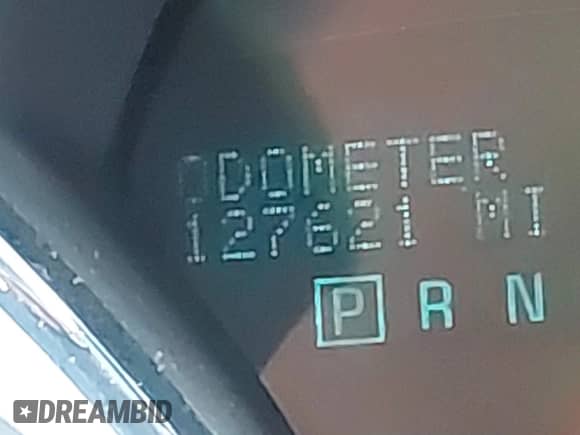 ODOMETER
127621 MI
P R N
DREAMBID